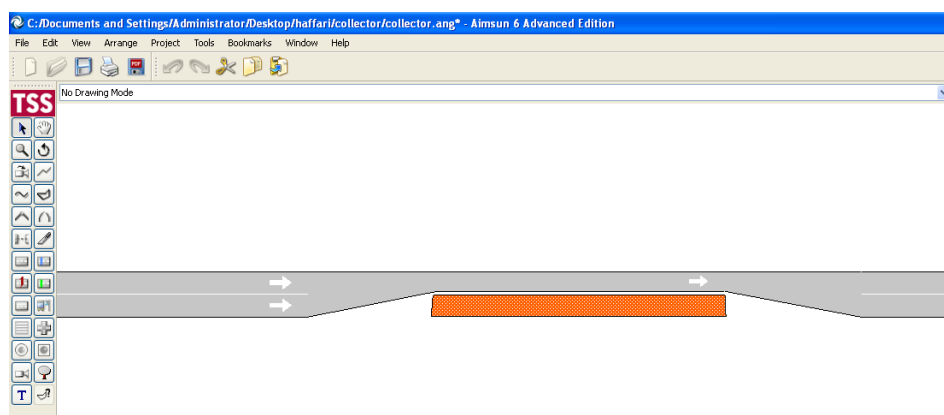 C:/Documents and Settings/Administrator/Desktop/haffari/collector/collector.ang* - Aimsun 6 Advanced Edition
File Edit View Arrange Project Tools Bookmarks Window Help
PDF
TSS
No Drawing Mode
T